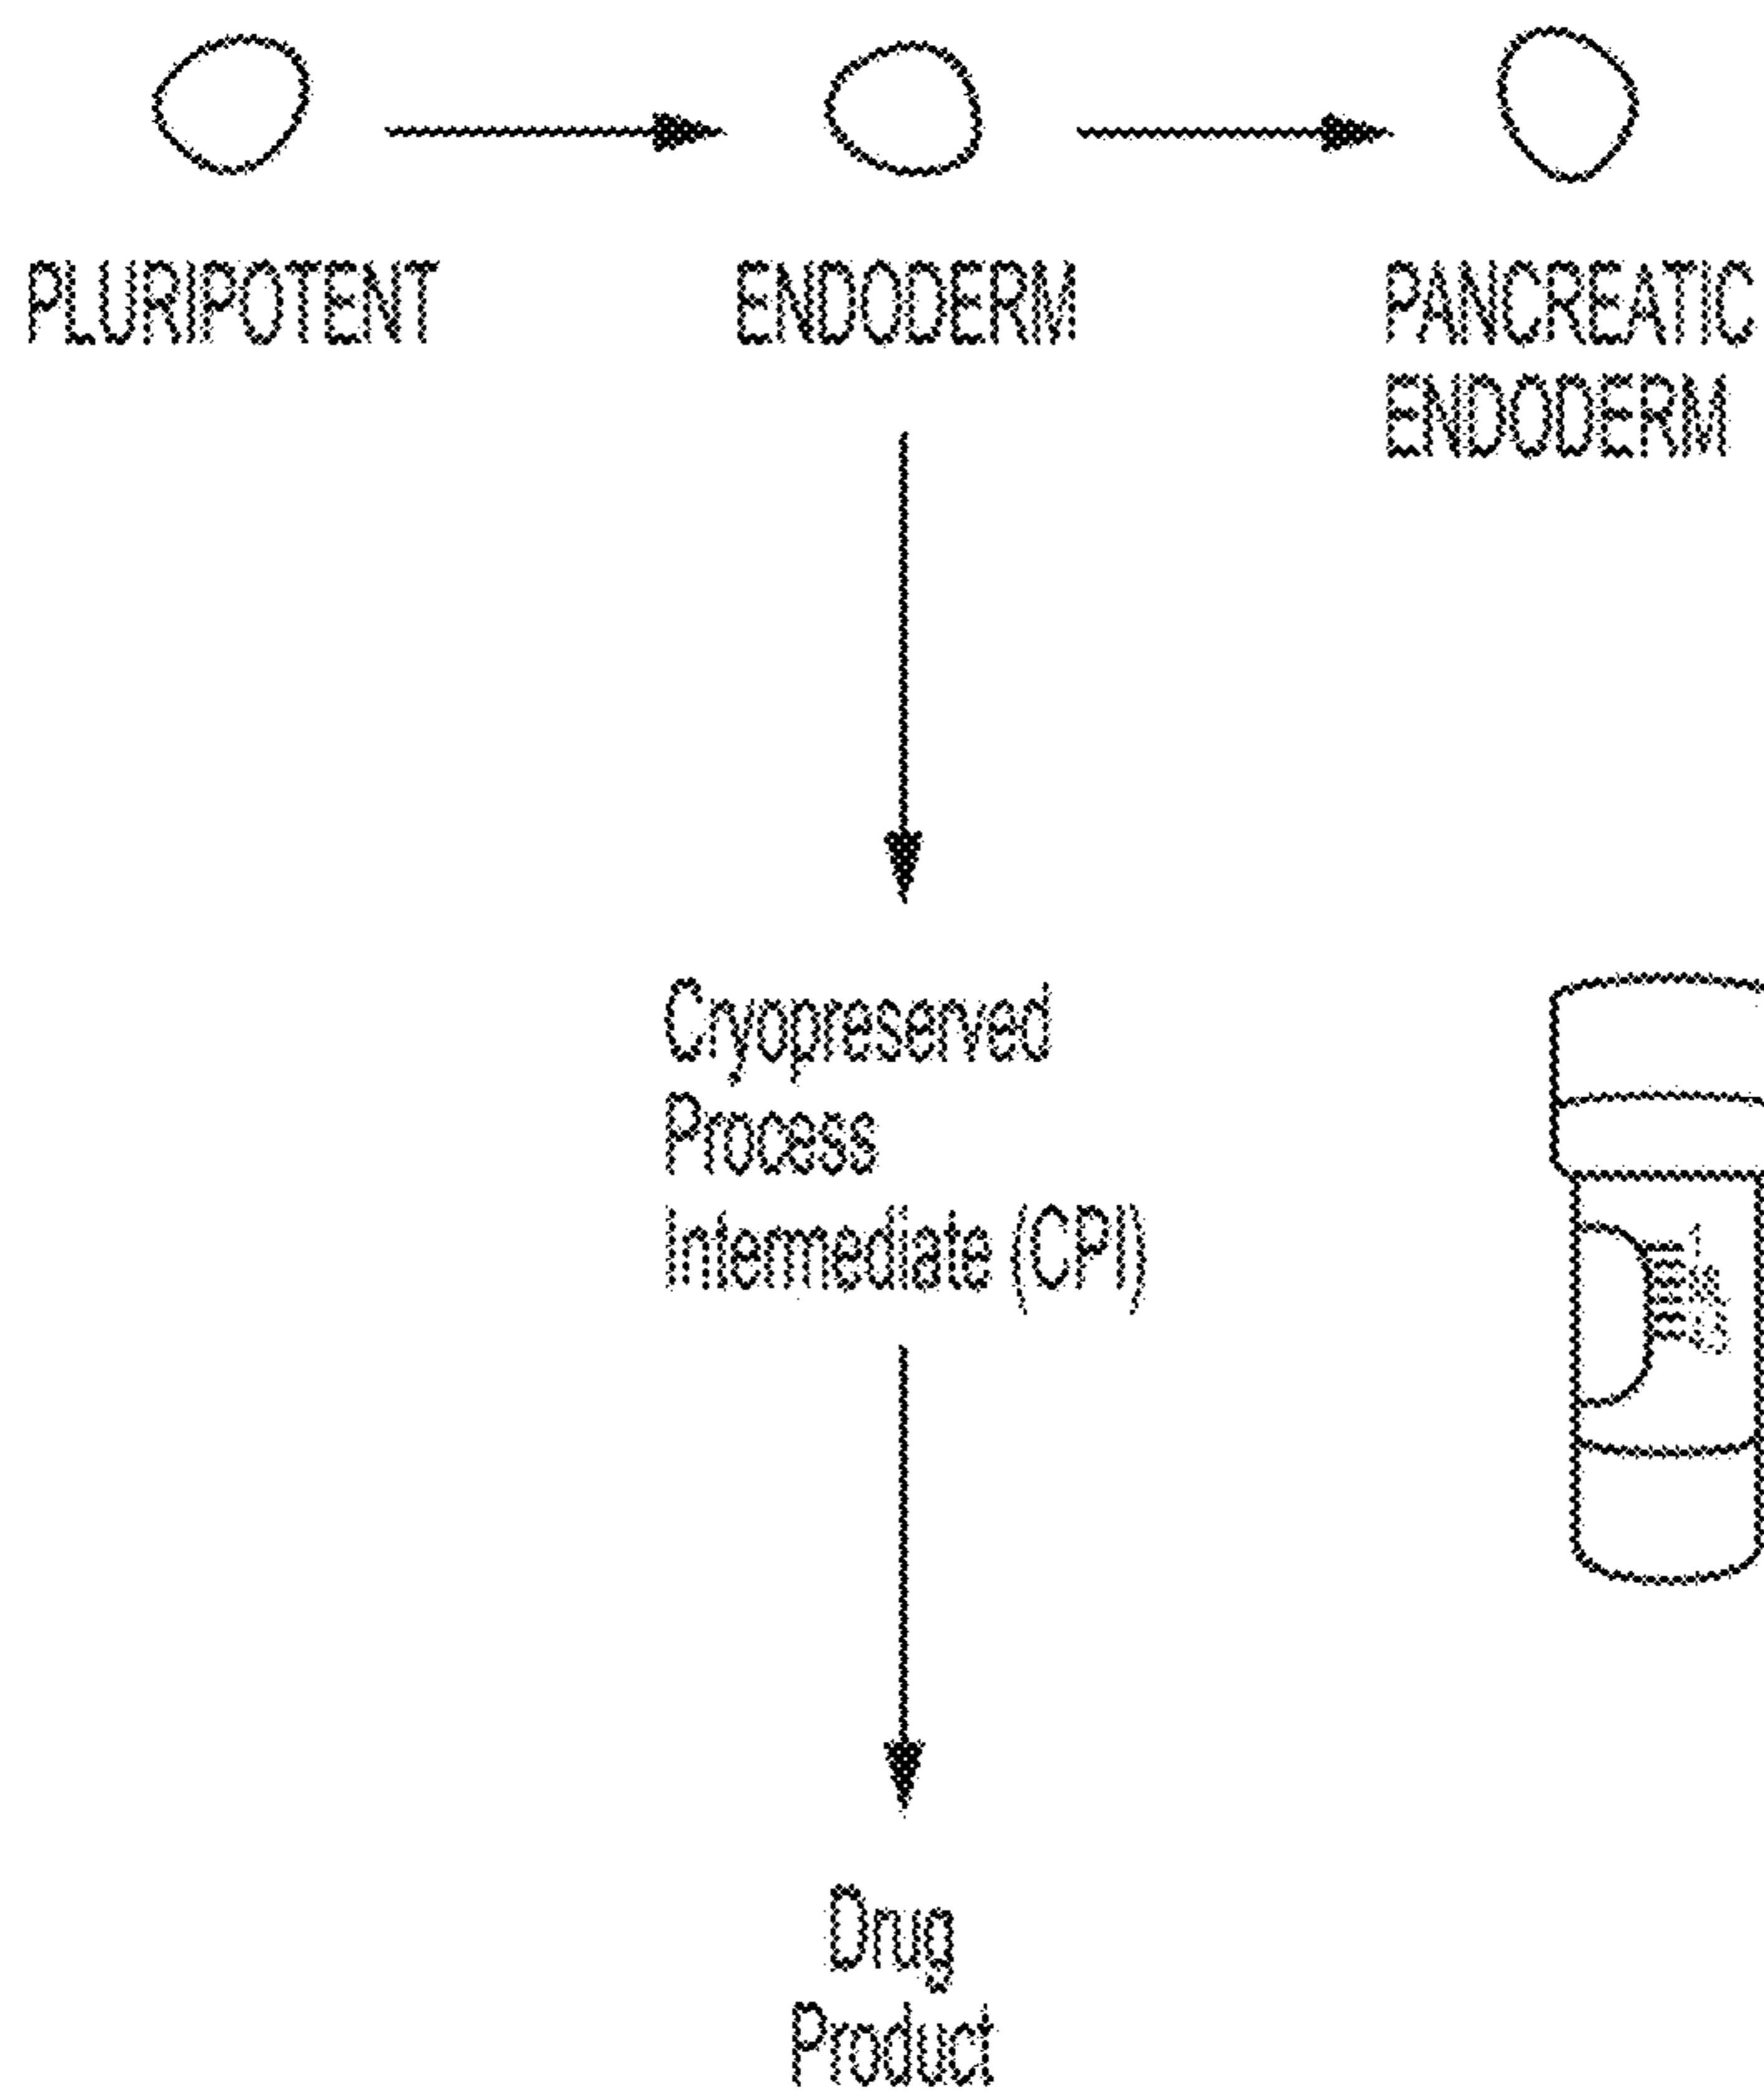 PLURIPOTENT
ENDODERM
PANCREATIC
ENDODERM
Cryopreserved
Process
Intermediate (CPI)
Drug
Product